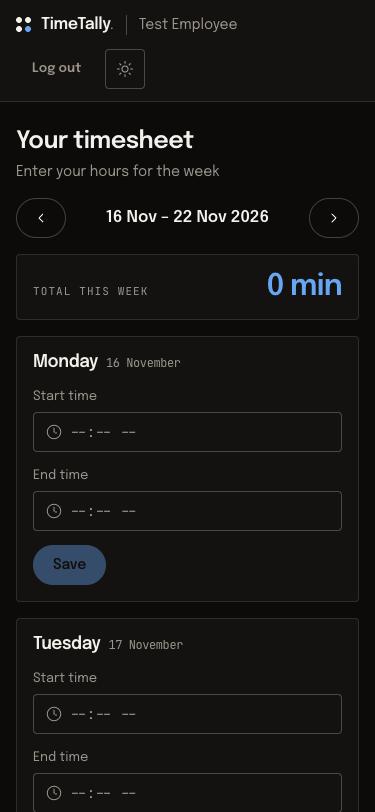 TimeTally. Test Employee
Log out
Your timesheet
Enter your hours for the week
16 Nov – 22 Nov 2026
TOTAL THIS WEEK 0 min
Monday 16 November
Start time
--:-- --
End time
--:-- --
Save
Tuesday 17 November
Start time
--:-- --
End time
--:-- --